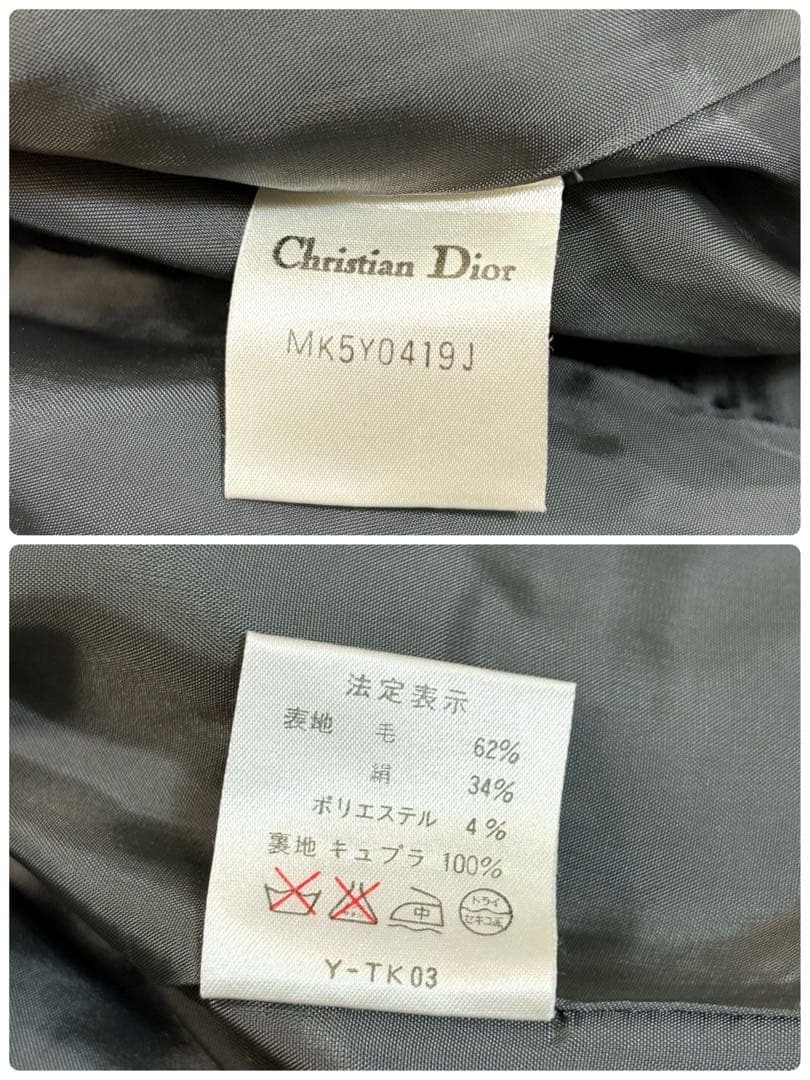 Christian Dior
MK5Y0419J
法定表示
表地 毛 62%
絹 34%
ポリエステル 4%
裏地 キュプラ 100%
中 ドライ
セキユ系
Y-TK03